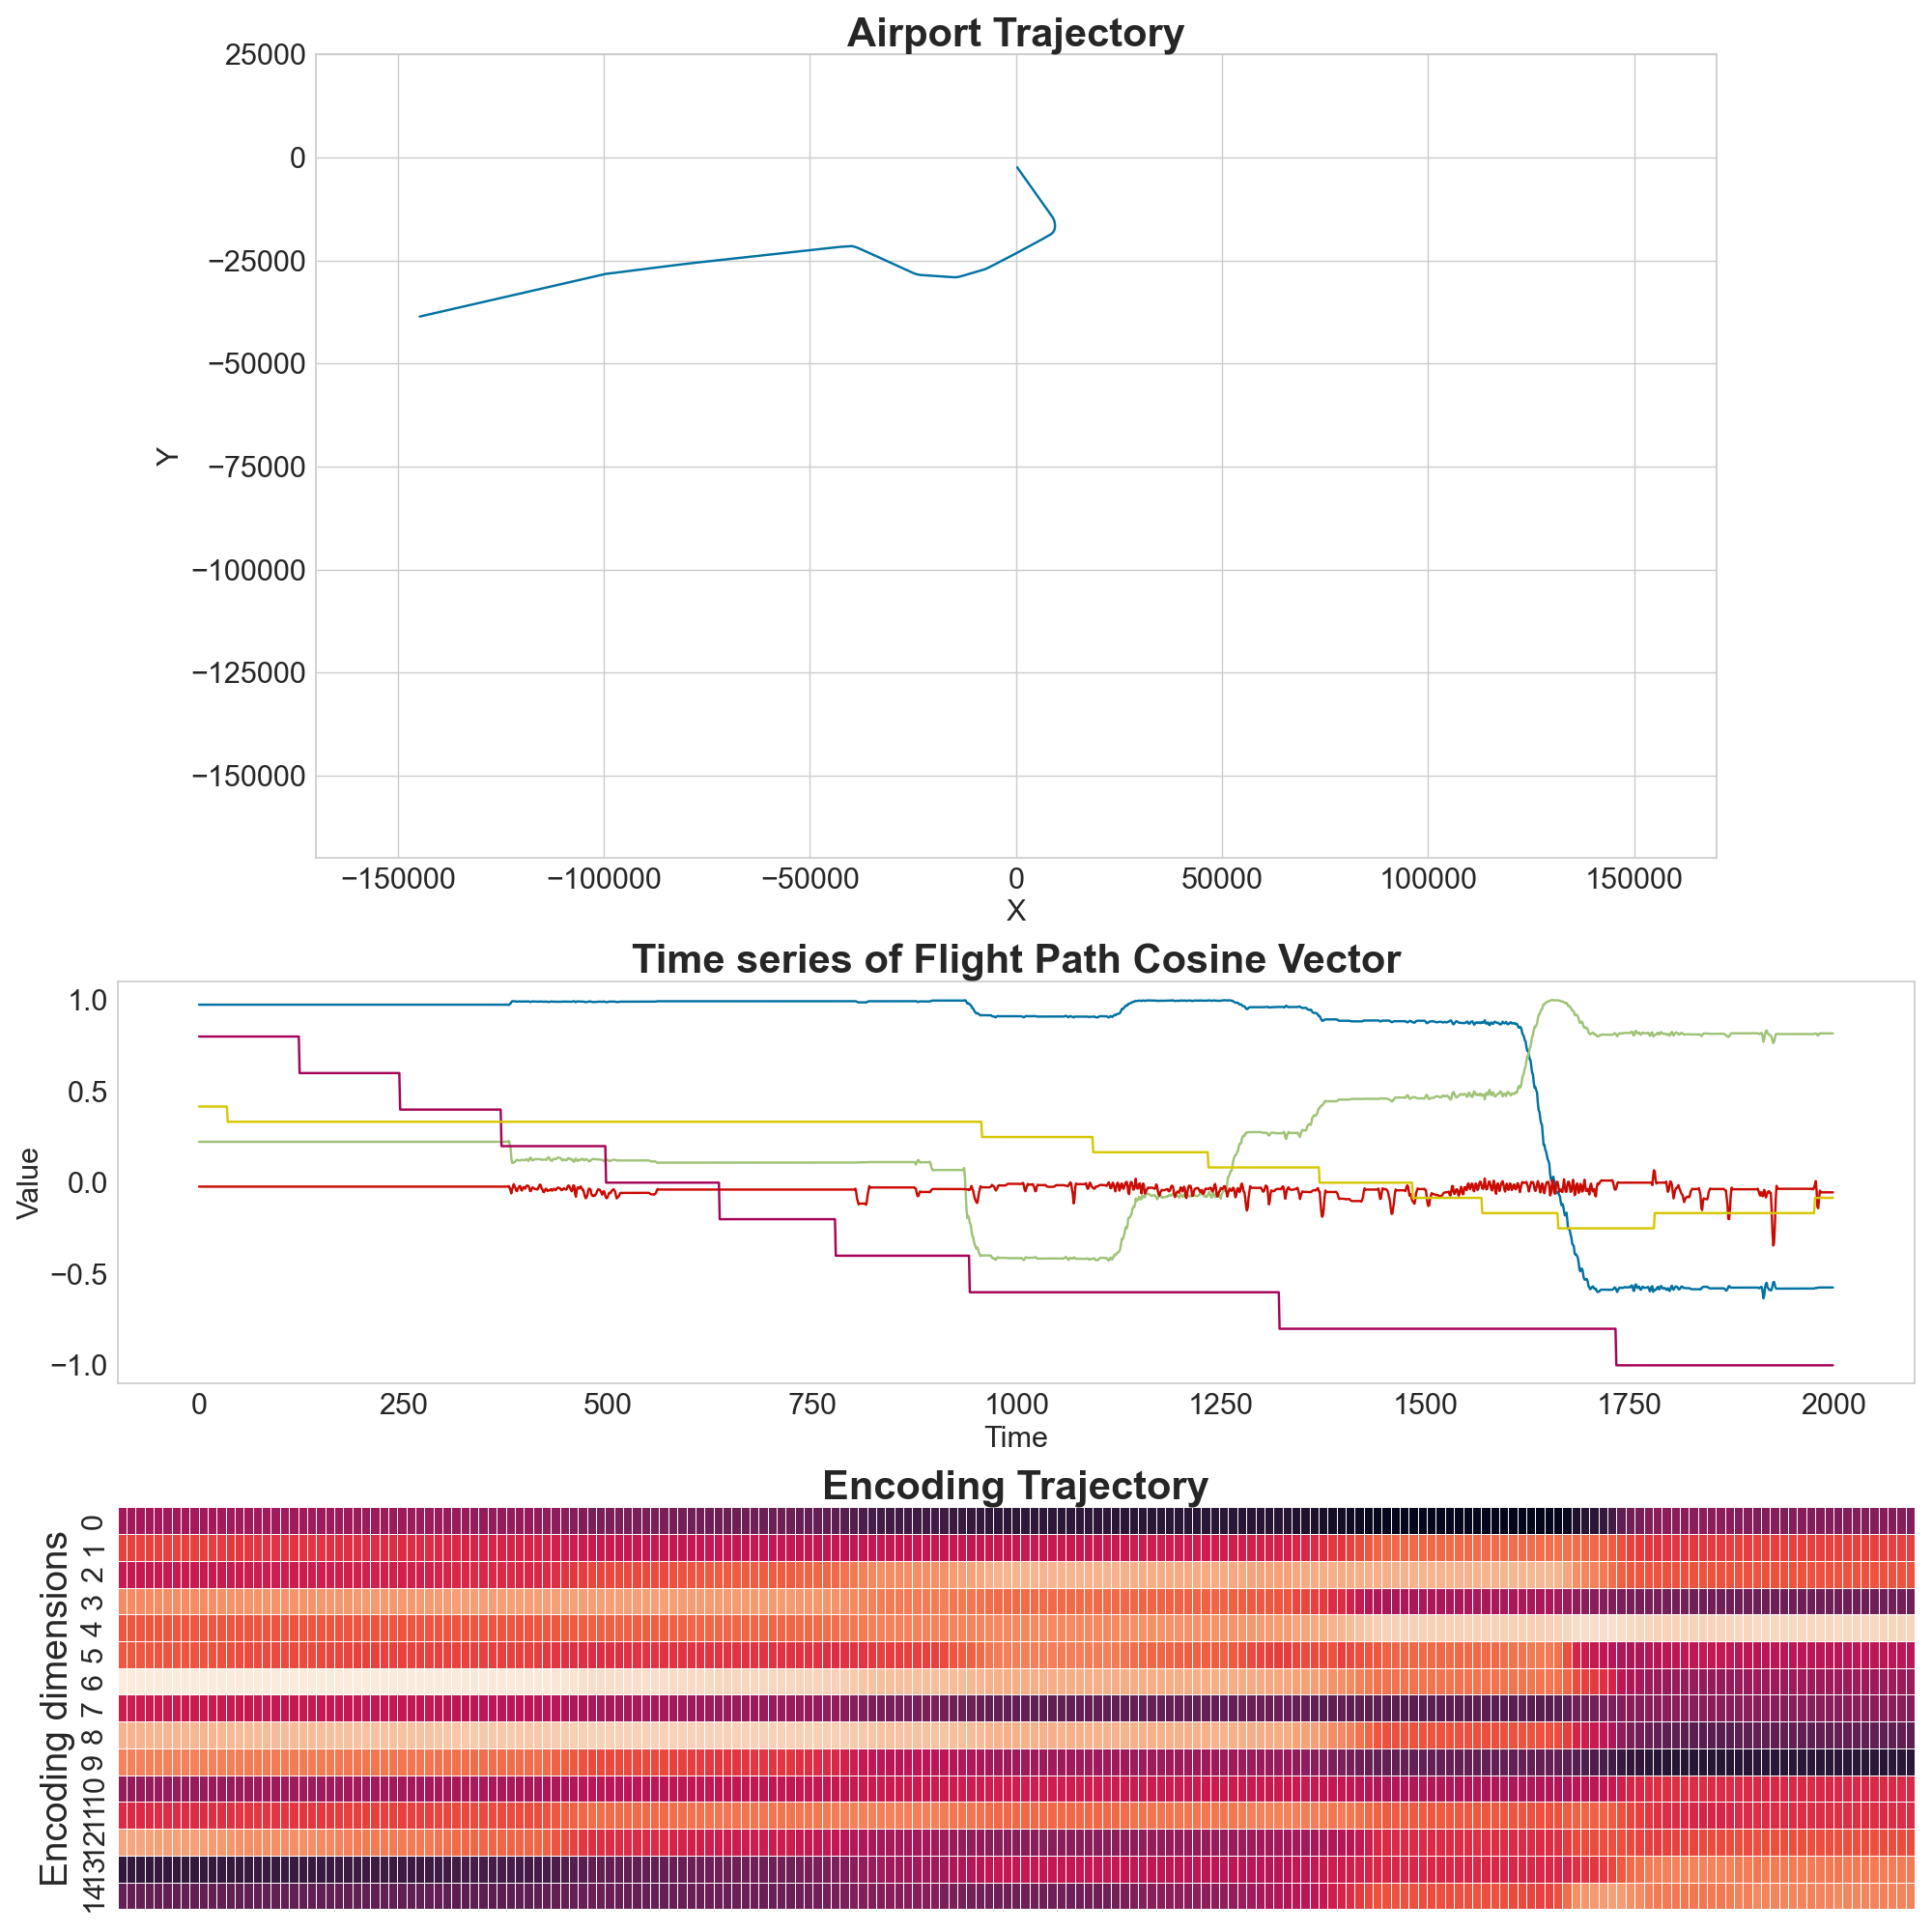 Airport Trajectory
25000
0
−25000
−50000
−75000
−100000
−125000
−150000
Y
−150000 −100000 −50000 0 50000 100000 150000
X
Time series of Flight Path Cosine Vector
1.0
0.5
0.0
−0.5
−1.0
Value
0 250 500 750 1000 1250 1500 1750 2000
Time
Encoding Trajectory
Encoding dimensions
0
1
2
3
4
5
6
7
8
9
10
11
12
13
14